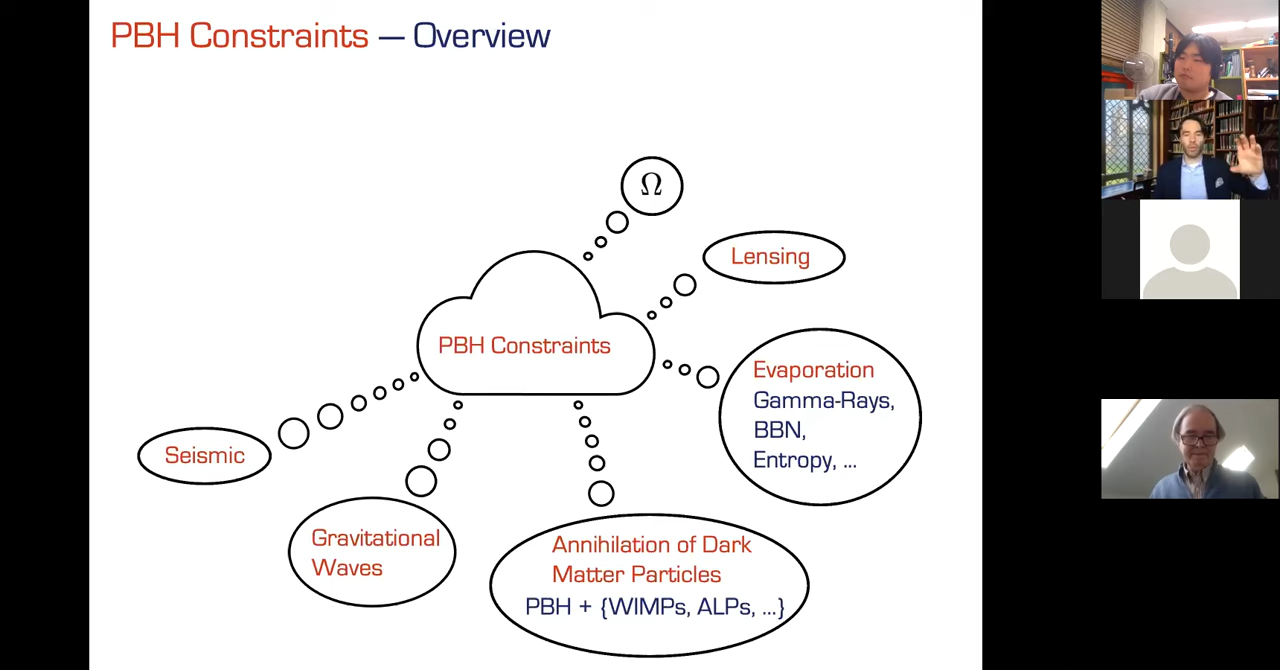 PBH Constraints — Overview
Ω
Lensing
PBH Constraints
Evaporation
Gamma-Rays,
BBN,
Entropy, ...
Seismic
Gravitational
Waves
Annihilation of Dark
Matter Particles
PBH + {WIMPs, ALPs, ...}